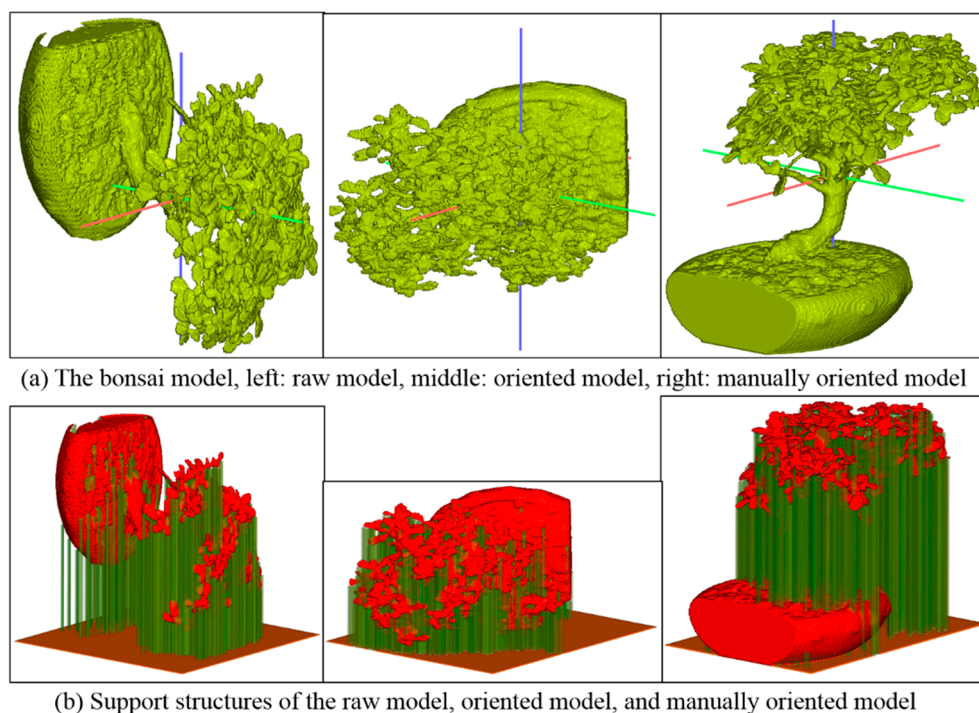 (a) The bonsai model, left: raw model, middle: oriented model, right: manually oriented model
(b) Support structures of the raw model, oriented model, and manually oriented model